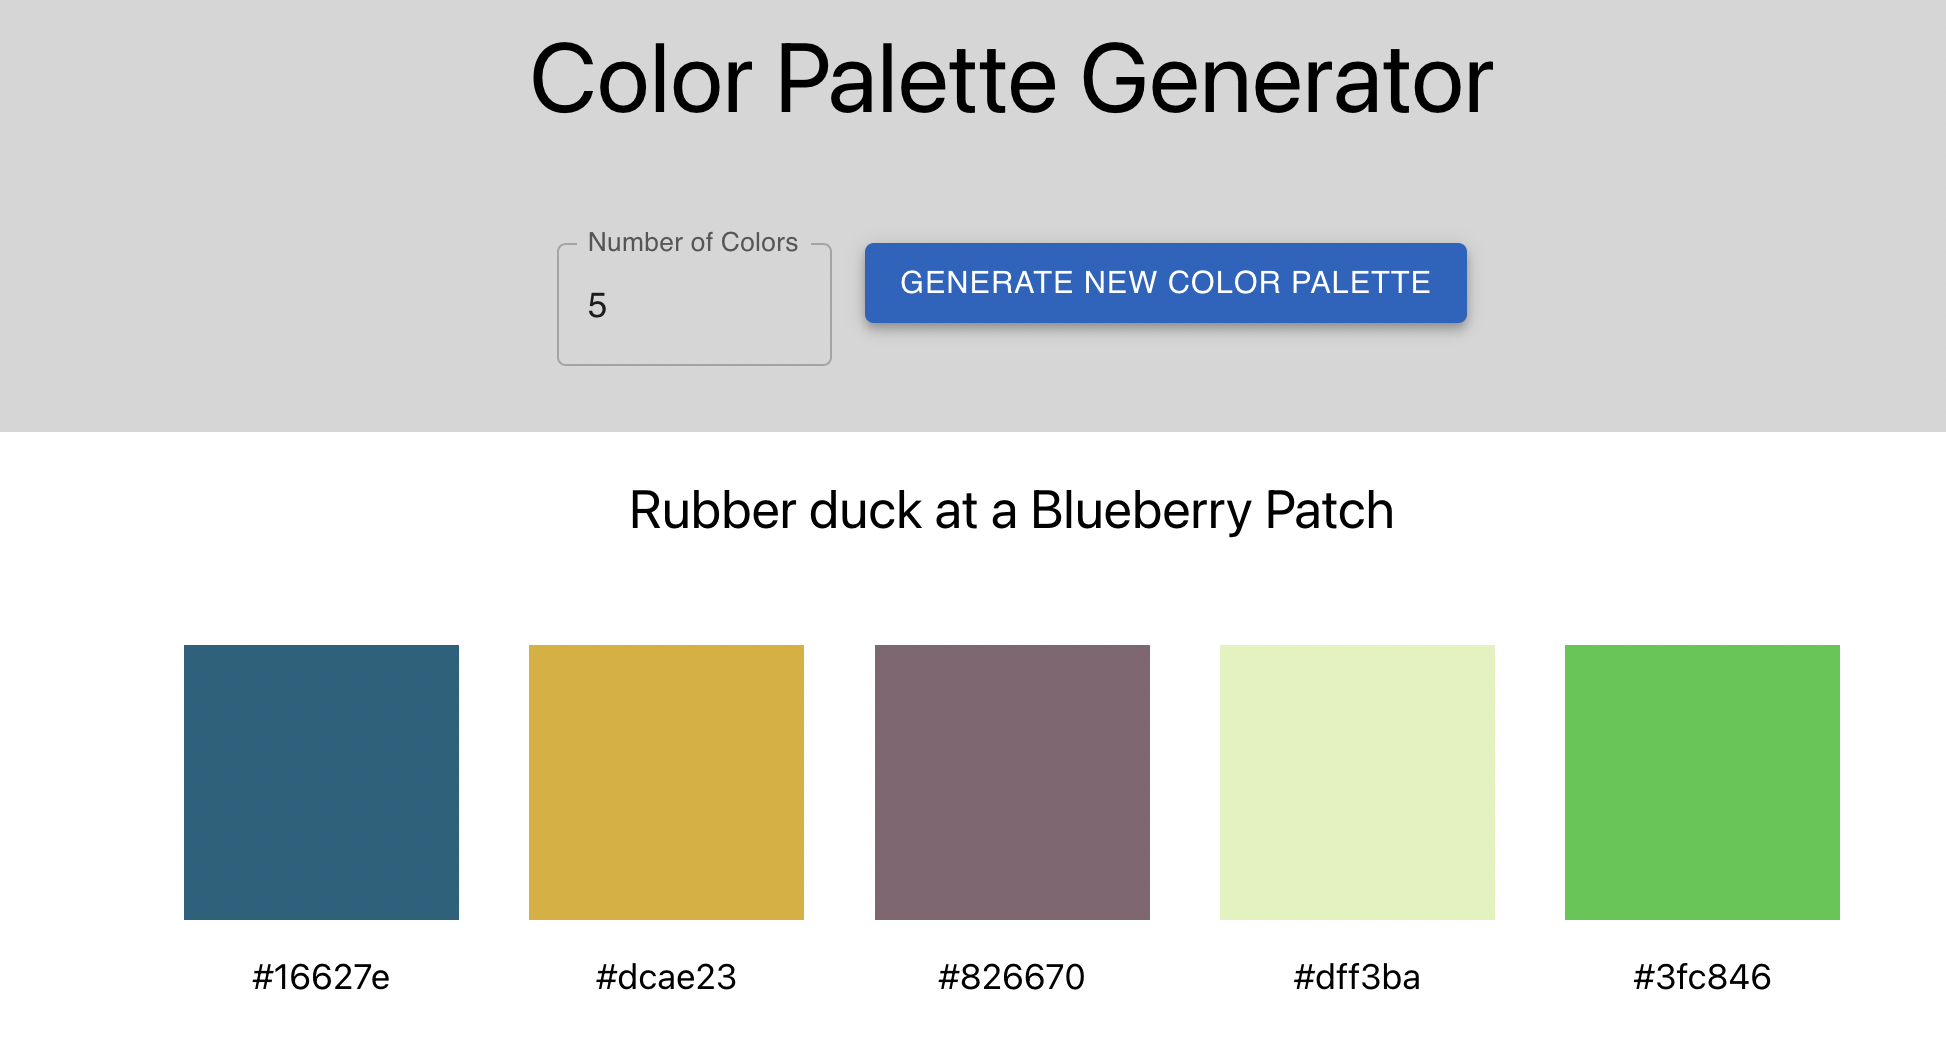 Color Palette Generator
Number of Colors
5
GENERATE NEW COLOR PALETTE
Rubber duck at a Blueberry Patch
#16627e
#dcae23
#826670
#dff3ba
#3fc846